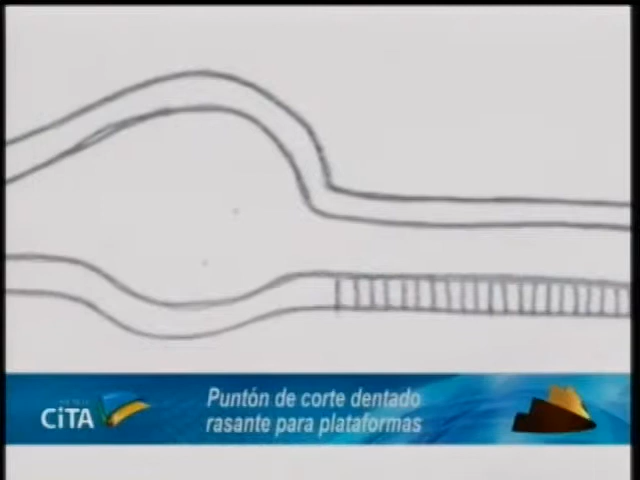 CiTA
Puntón de corte dentado
rasante para plataformas